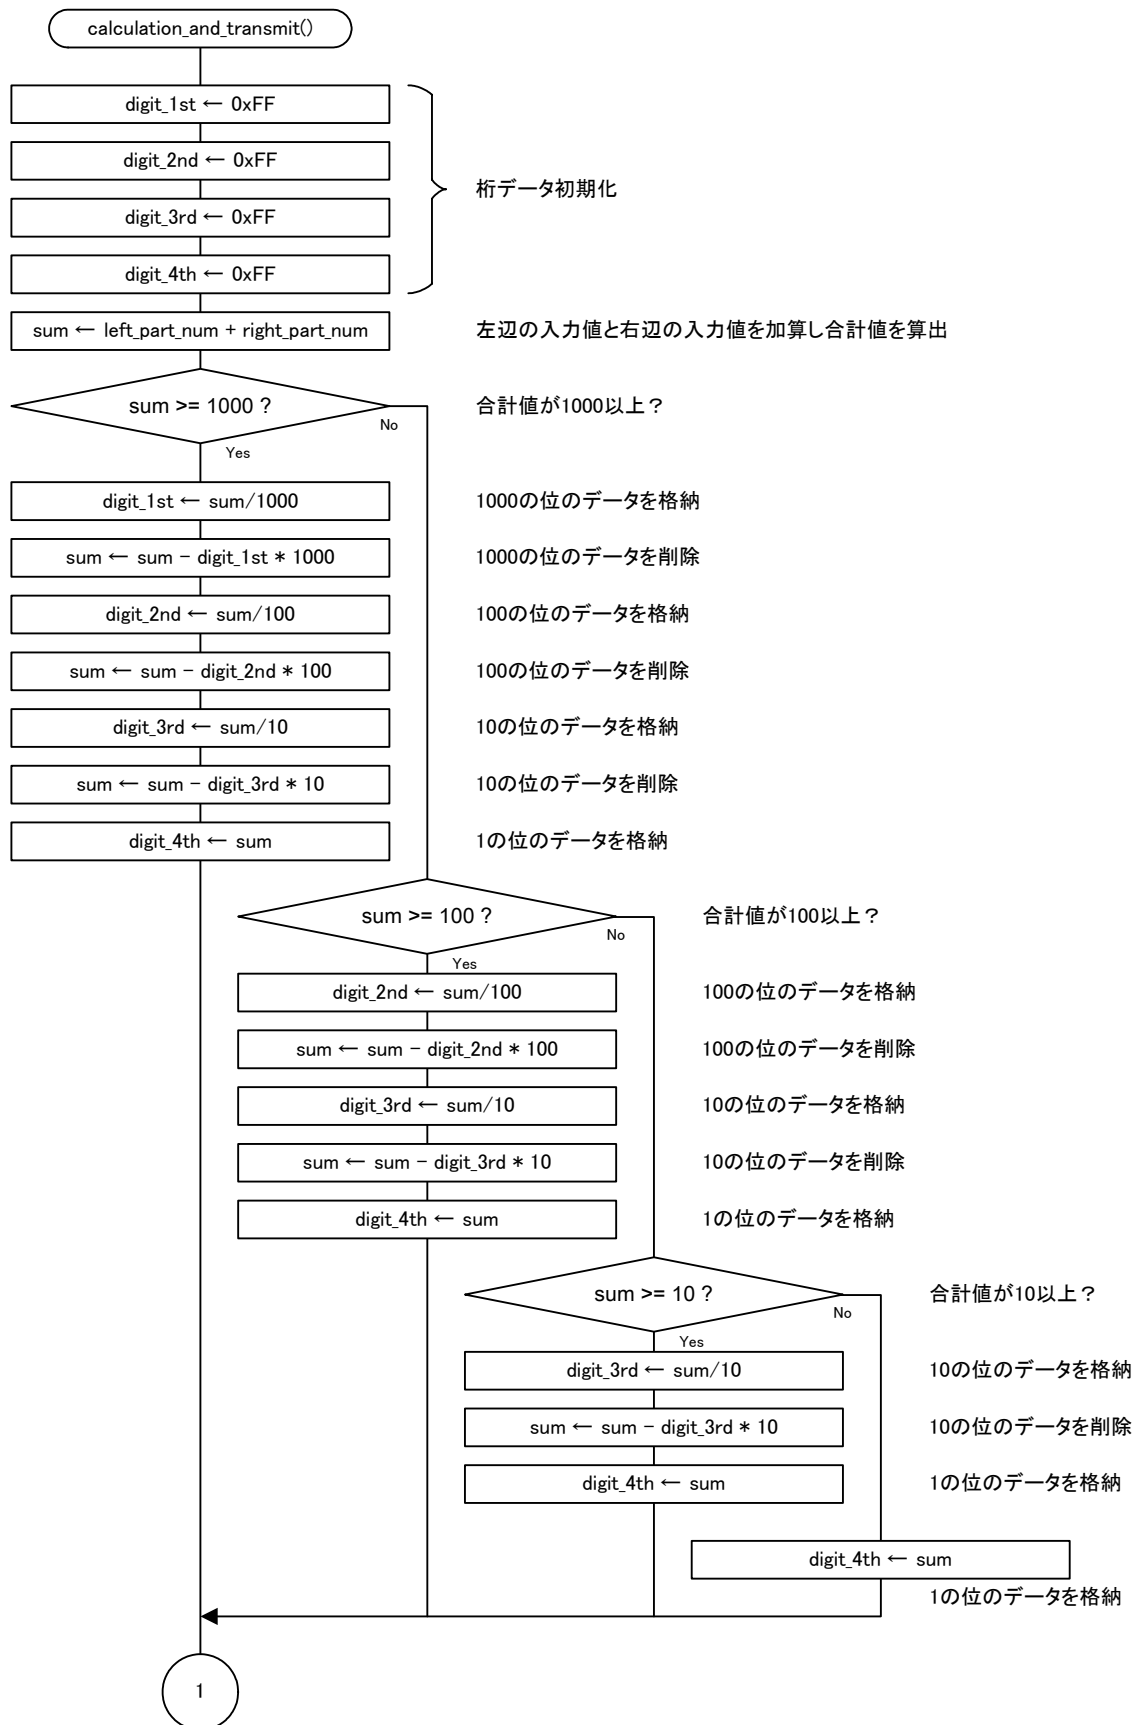 calculation_and_transmit()
digit_1st ← 0xFF
digit_2nd ← 0xFF
digit_3rd ← 0xFF
digit_4th ← 0xFF
桁データ初期化
sum ← left_part_num + right_part_num
左辺の入力値と右辺の入力値を加算し合計値を算出
sum >= 1000 ?
合計値が1000以上？
No
Yes
digit_1st ← sum/1000
1000の位のデータを格納
sum ← sum - digit_1st * 1000
1000の位のデータを削除
digit_2nd ← sum/100
100の位のデータを格納
sum ← sum - digit_2nd * 100
100の位のデータを削除
digit_3rd ← sum/10
10の位のデータを格納
sum ← sum - digit_3rd * 10
10の位のデータを削除
digit_4th ← sum
1の位のデータを格納
sum >= 100 ?
合計値が100以上？
No
Yes
digit_2nd ← sum/100
100の位のデータを格納
sum ← sum - digit_2nd * 100
100の位のデータを削除
digit_3rd ← sum/10
10の位のデータを格納
sum ← sum - digit_3rd * 10
10の位のデータを削除
digit_4th ← sum
1の位のデータを格納
sum >= 10 ?
合計値が10以上？
No
Yes
digit_3rd ← sum/10
10の位のデータを格納
sum ← sum - digit_3rd * 10
10の位のデータを削除
digit_4th ← sum
1の位のデータを格納
digit_4th ← sum
1の位のデータを格納
1